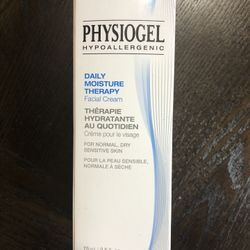 PHYSIOGEL
HYPOALLERGENIC
DAILY
MOISTURE
THERAPY
Facial Cream
THÉRAPIE
HYDRATANTE
AU QUOTIDIEN
Crème pour le visage
FOR NORMAL, DRY
SENSITIVE SKIN
POUR LA PEAU SENSIBLE,
NORMALE À SÈCHE